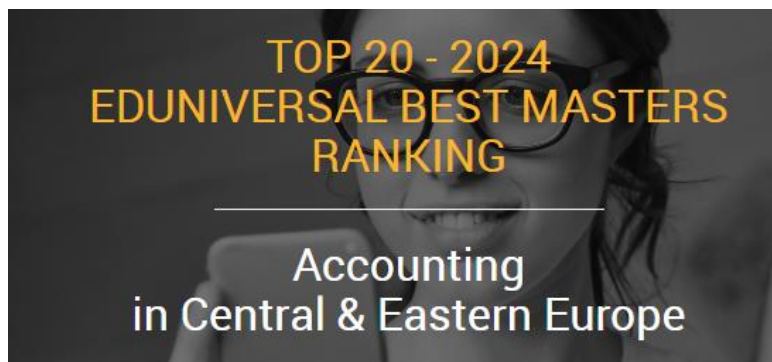 TOP 20 - 2024
EDUNIVERSAL BEST MASTERS
RANKING
Accounting
in Central & Eastern Europe